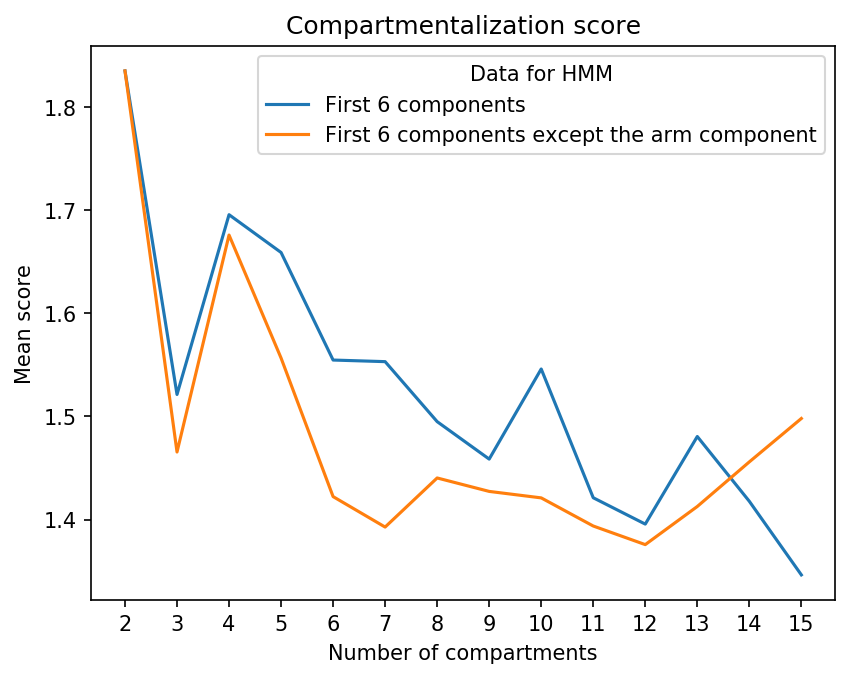 Compartmentalization score
Data for HMM
First 6 components
First 6 components except the arm component
Mean score
1.8
1.7
1.6
1.5
1.4
2 3 4 5 6 7 8 9 10 11 12 13 14 15
Number of compartments